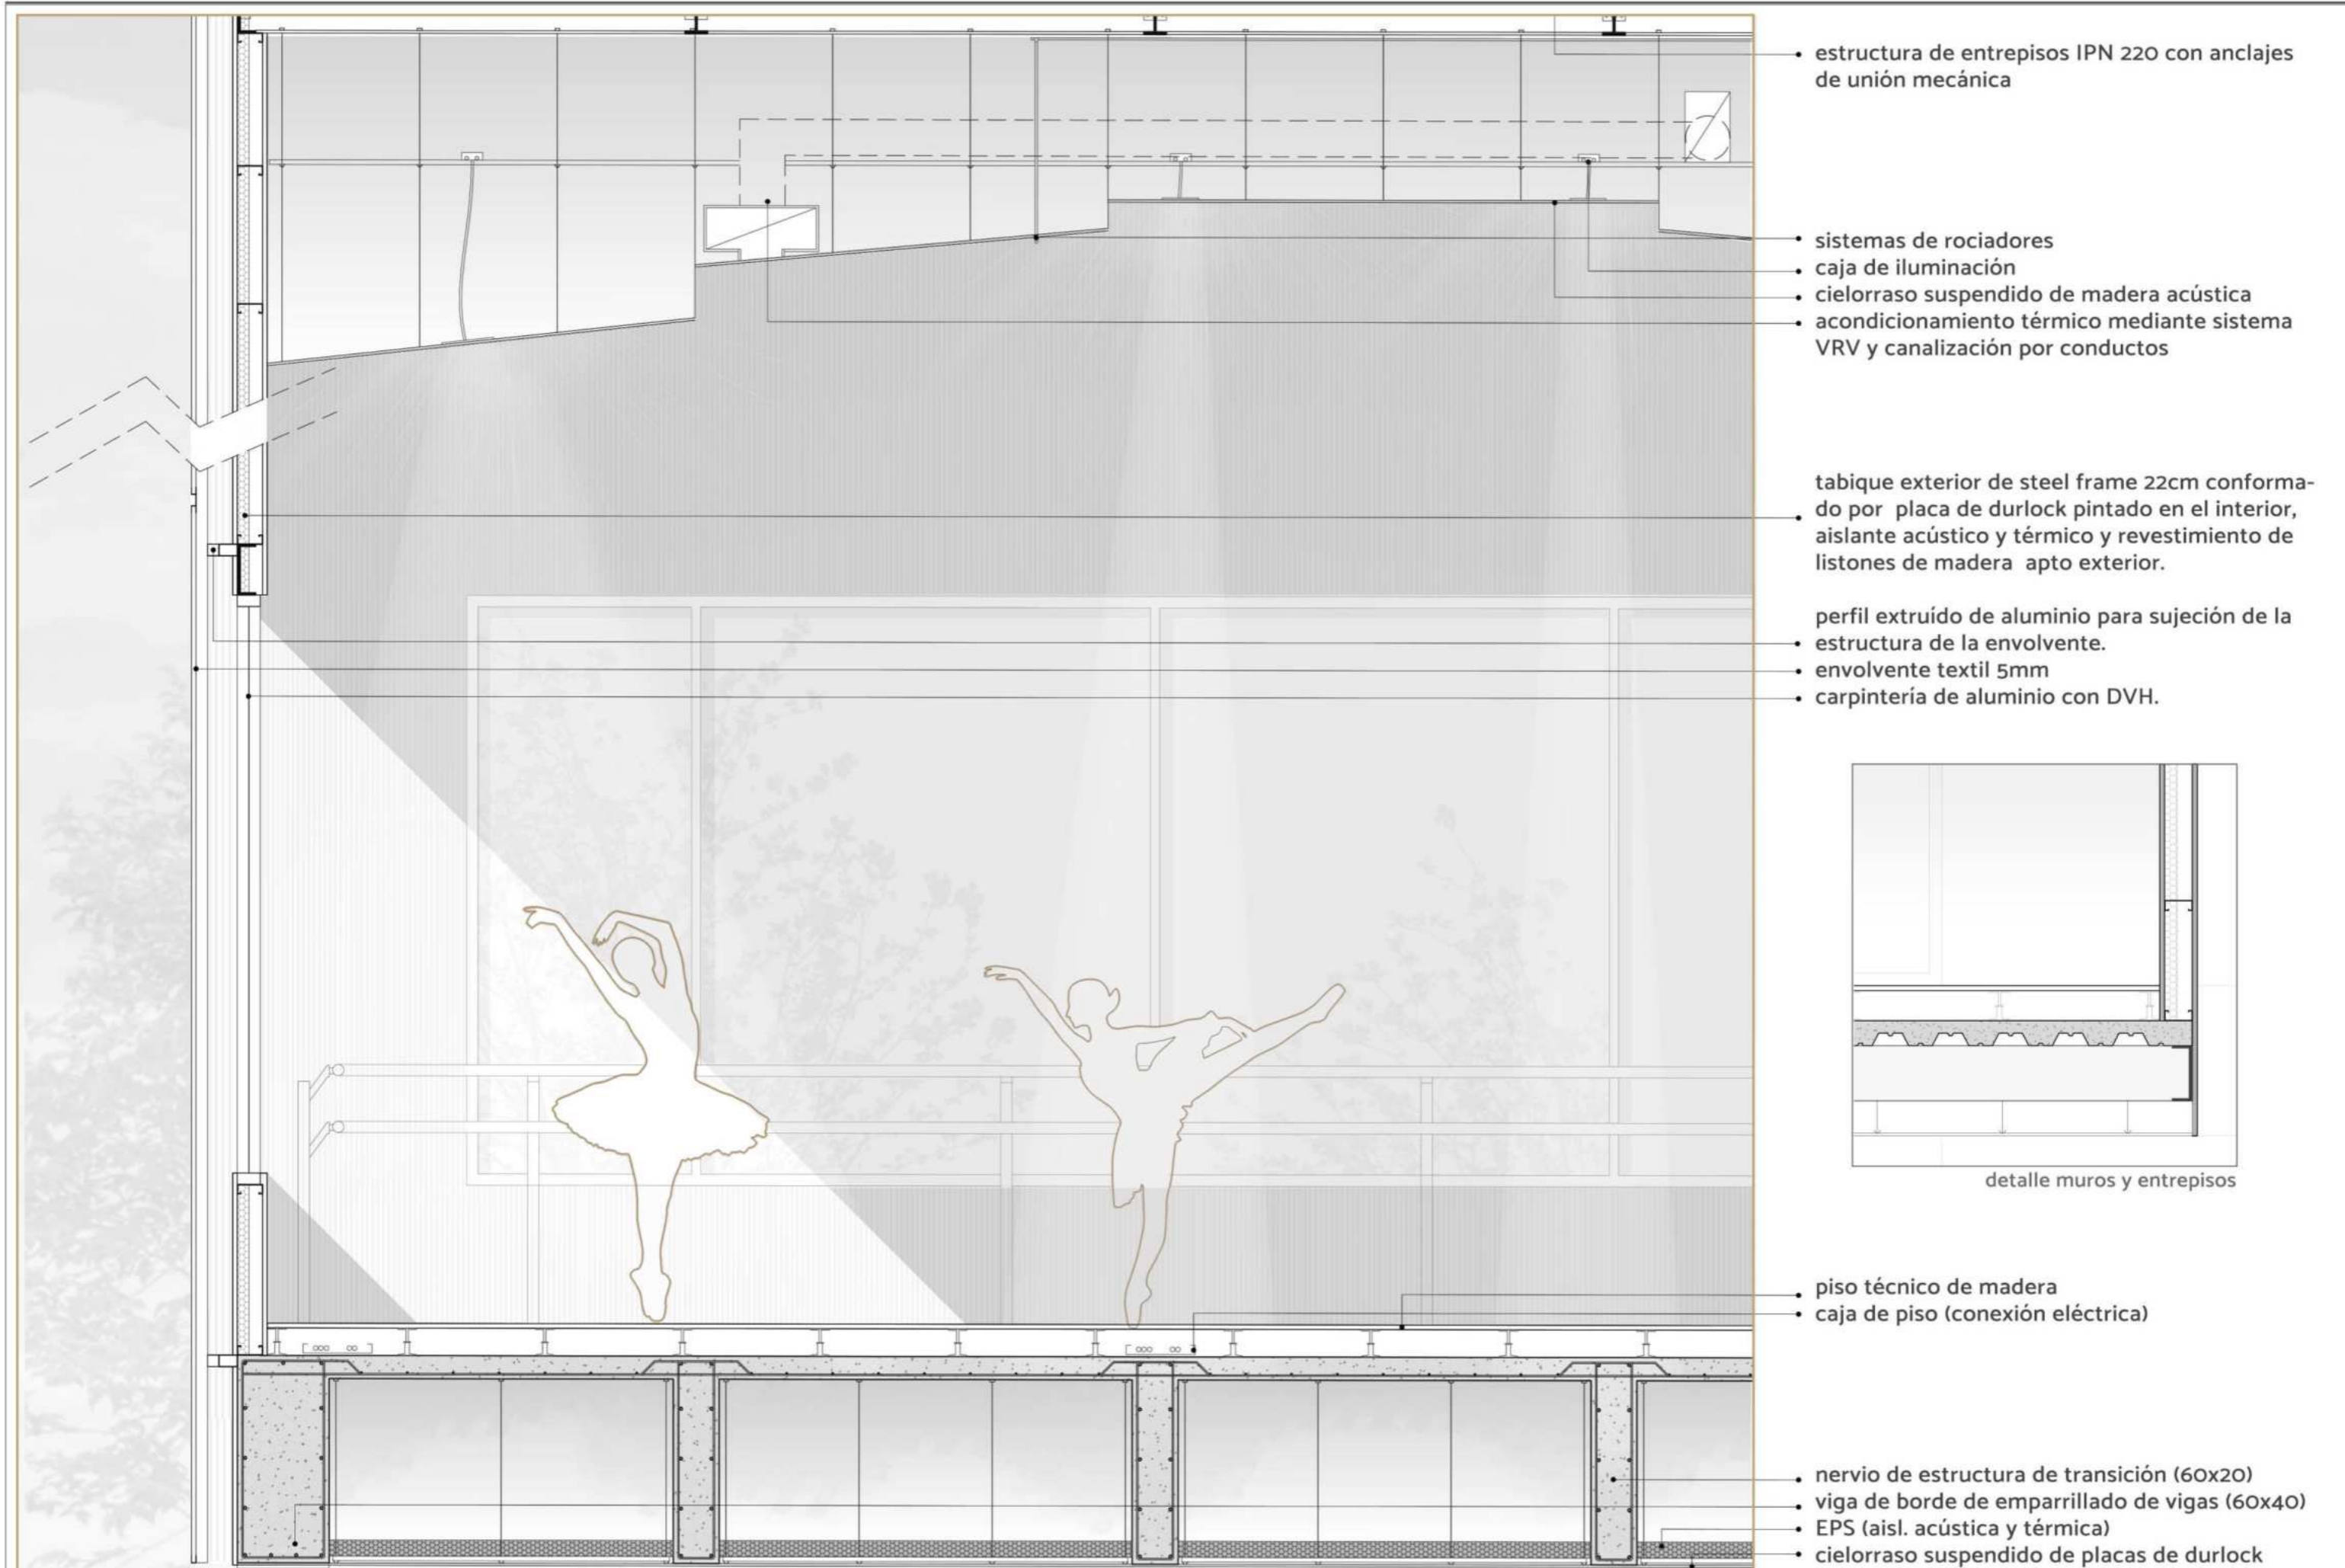 estructura de entrepisos IPN 220 con anclajes
de unión mecánica
sistemas de rociadores
caja de iluminación
cielorraso suspendido de madera acústica
acondicionamiento térmico mediante sistema
VRV y canalización por conductos
tabique exterior de steel frame 22cm conforma-
do por placa de durlock pintado en el interior,
aislante acústico y térmico y revestimiento de
listones de madera apto exterior.
perfil extruído de aluminio para sujeción de la
estructura de la envolvente.
envolvente textil 5mm
carpintería de aluminio con DVH.
detalle muros y entrepisos
piso técnico de madera
caja de piso (conexión eléctrica)
nervio de estructura de transición (60x20)
viga de borde de emparrillado de vigas (60x40)
EPS (aisl. acústica y térmica)
cielorraso suspendido de placas de durlock